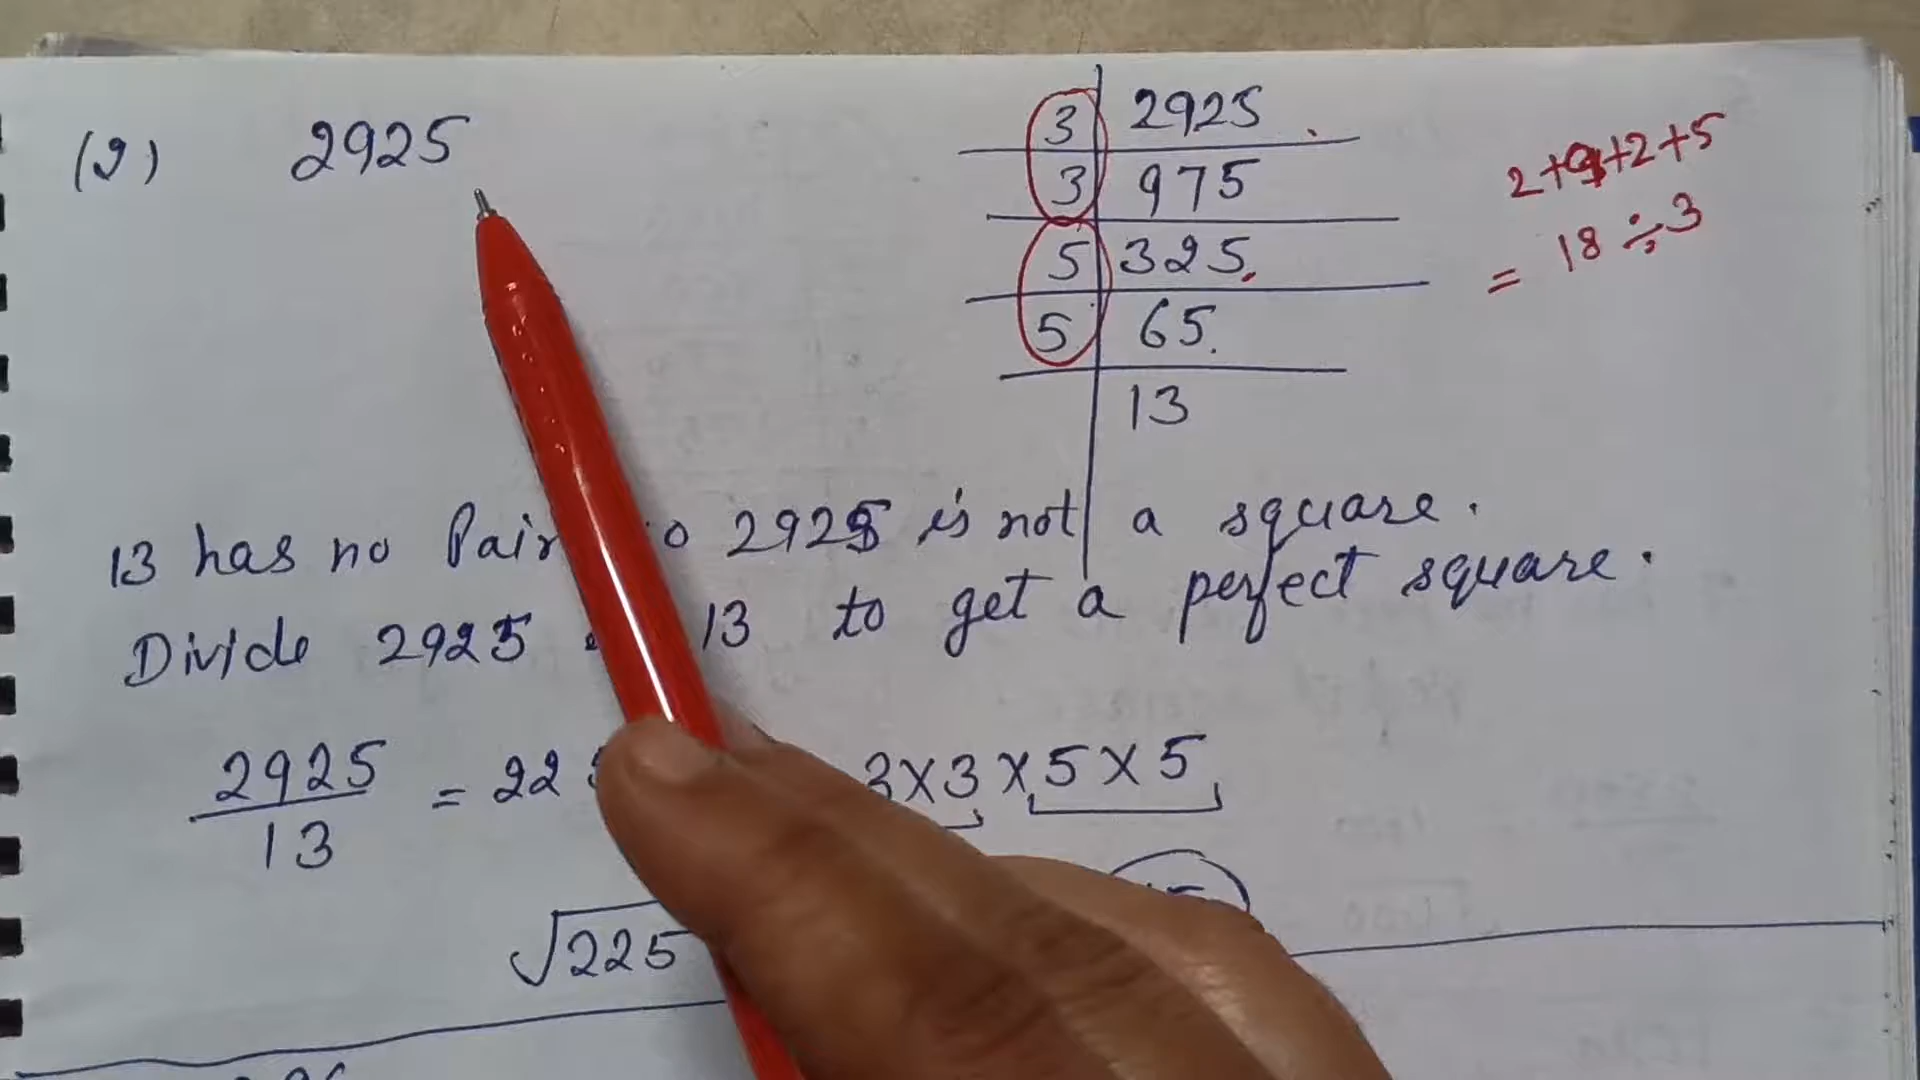 (2) 2925
3 2925
3 975
5 325
5 65
13
2+9+2+5
= 18 ÷ 3
13 has no Pair 2925 is not a square.
Divide 2925 13 to get a perfect square.
2925
13
= 22 3×3 × 5×5
√225